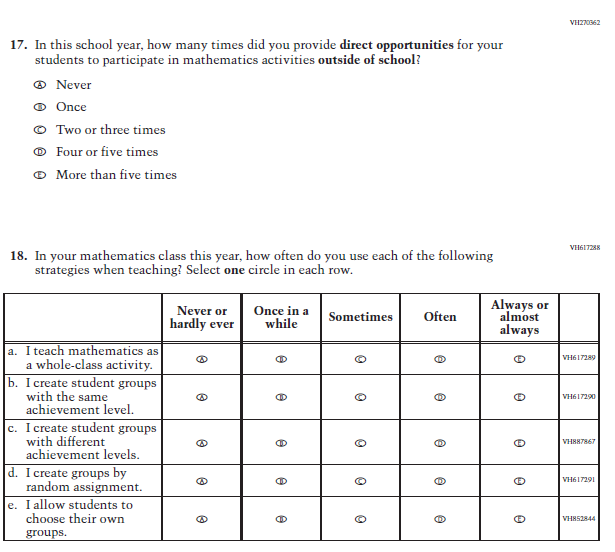 VH270362
17. In this school year, how many times did you provide direct opportunities for your
students to participate in mathematics activities outside of school?
A Never
B Once
C Two or three times
D Four or five times
E More than five times
VH617288
18. In your mathematics class this year, how often do you use each of the following
strategies when teaching? Select one circle in each row.
Never or
hardly ever
Once in a
while
Sometimes
Often
Always or
almost
always
a. I teach mathematics as
a whole-class activity.
A B C D E VH617289
b. I create student groups
with the same
achievement level.
A B C D E VH617290
c. I create student groups
with different
achievement levels.
A B C D E VH887867
d. I create groups by
random assignment.
A B C D E VH617291
e. I allow students to
choose their own
groups.
A B C D E VH852844